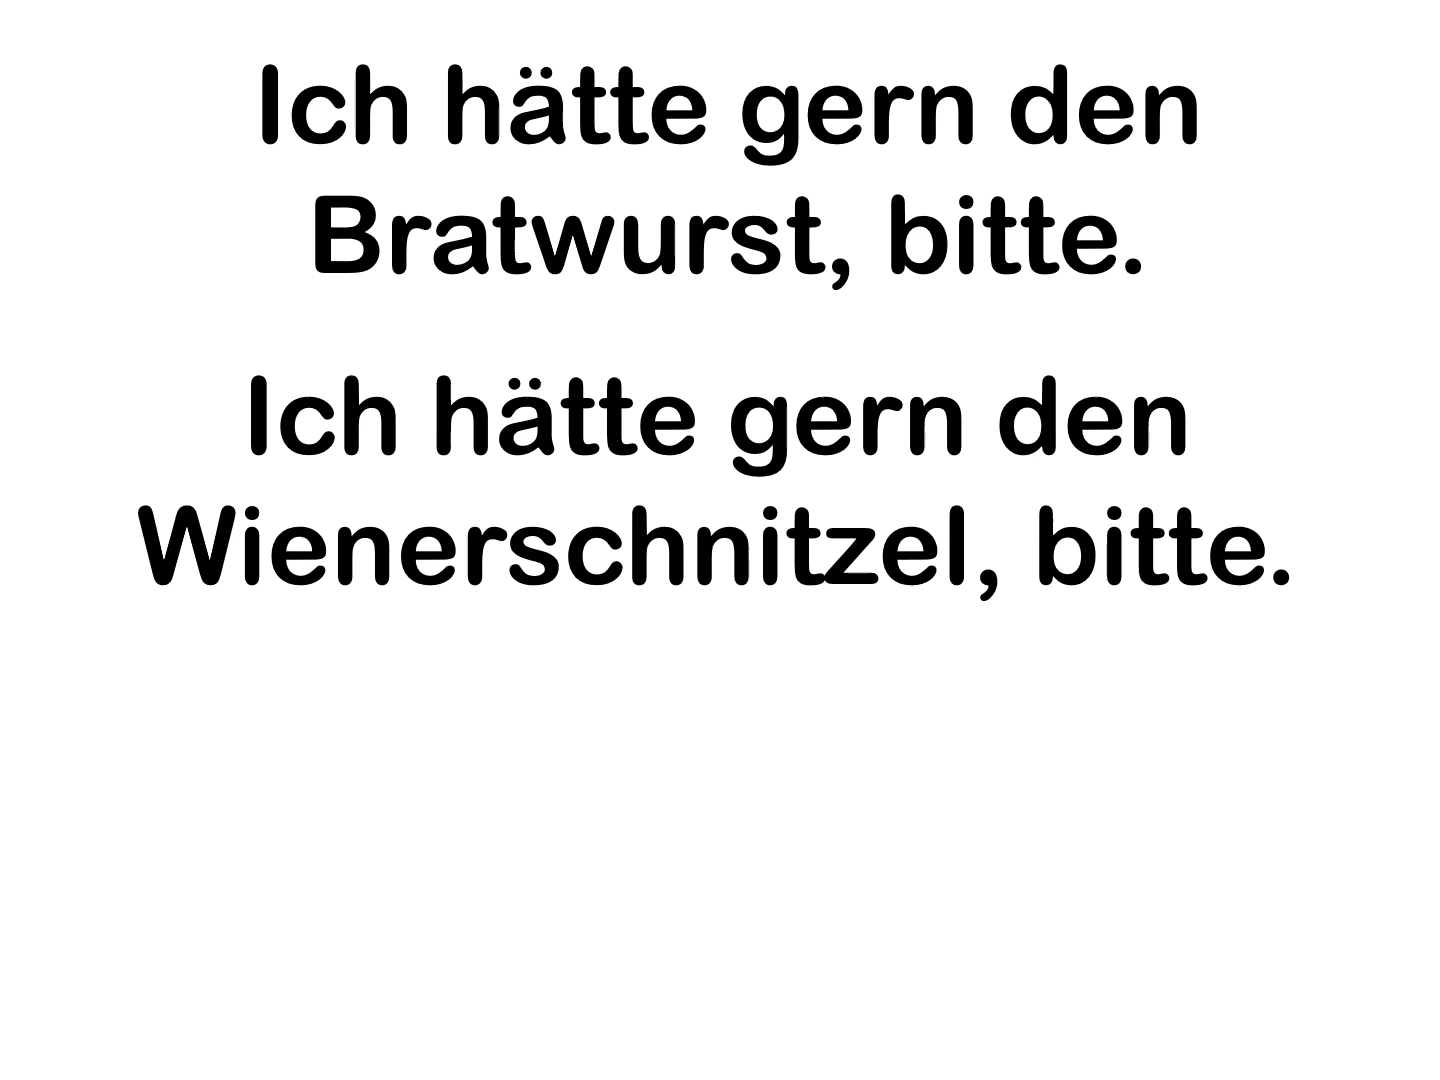 Ich hätte gern den
Bratwurst, bitte.
Ich hätte gern den
Wienerschnitzel, bitte.